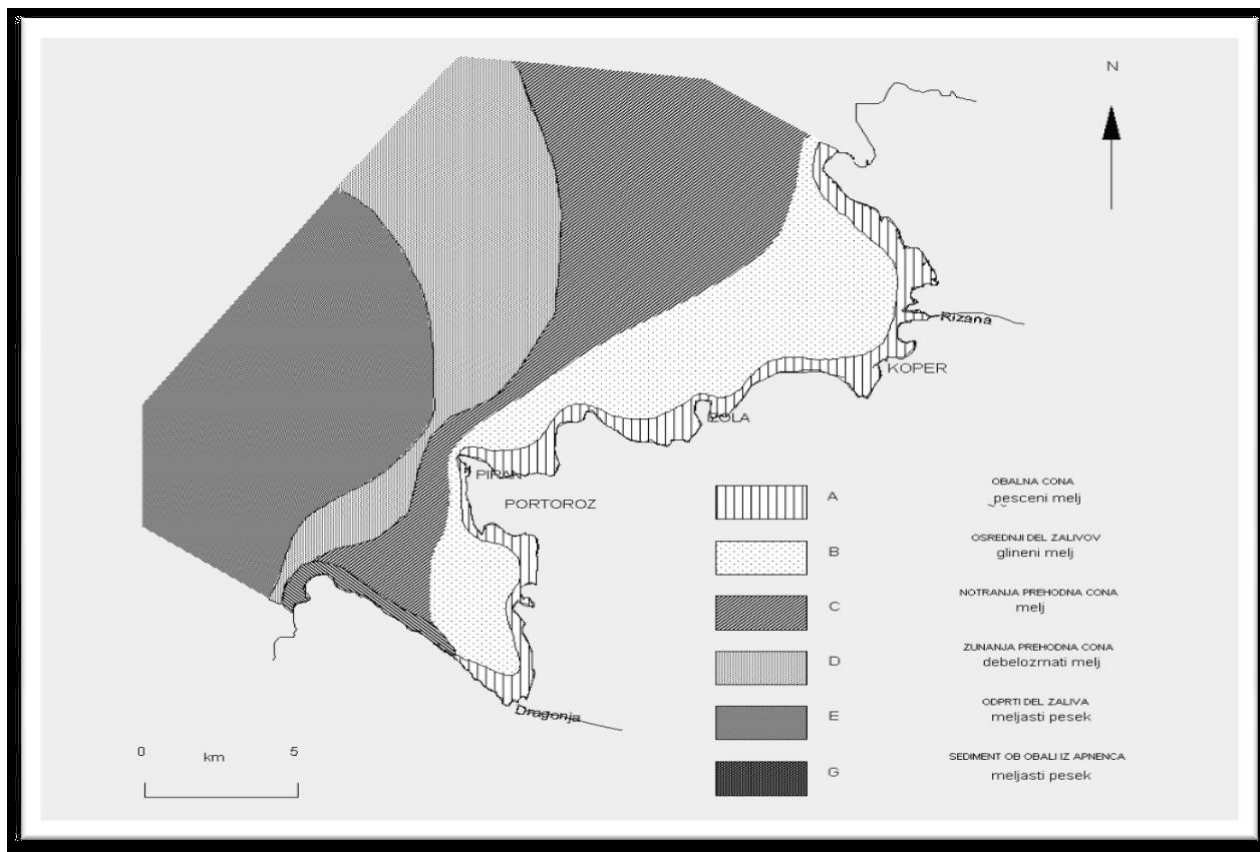 N
Rizana
KOPER
IZOLA
PIRAN
PORTOROZ
Dragonja
A
OBALNA CONA
pesceni melj
B
OSREDNJI DEL ZALIVOV
glineni melj
C
NOTRANJA PREHODNA CONA
melj
D
ZUNANJA PREHODNA CONA
debelozrnati melj
E
ODPRTI DEL ZALIVA
meljasti pesek
G
SEDIMENT OB OBALI IZ APNENCA
meljasti pesek
0 km 5